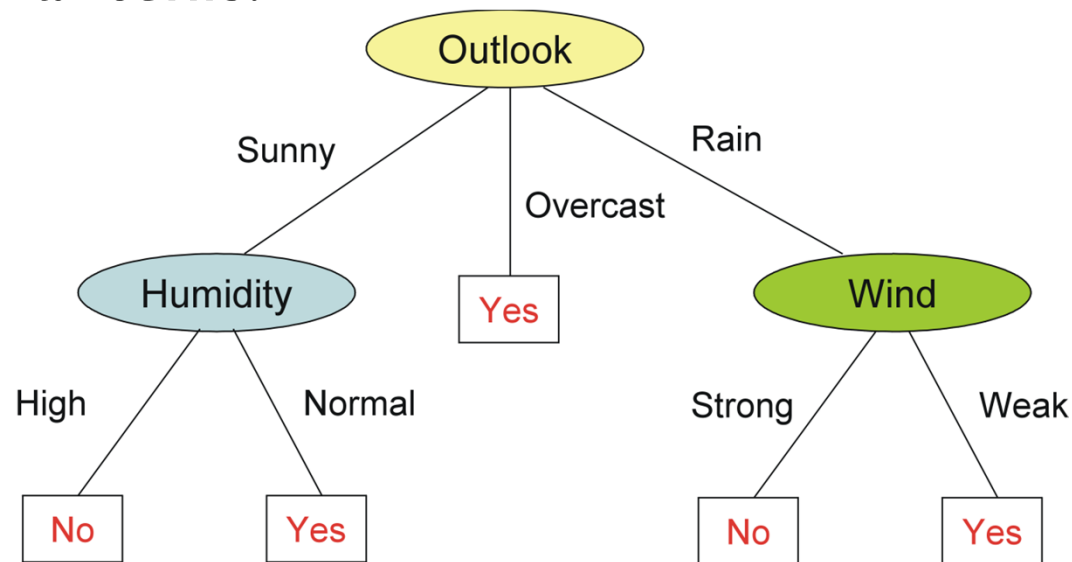 Outlook
Sunny
Rain
Overcast
Humidity
Yes
Wind
High
Normal
Strong
Weak
No
Yes
No
Yes